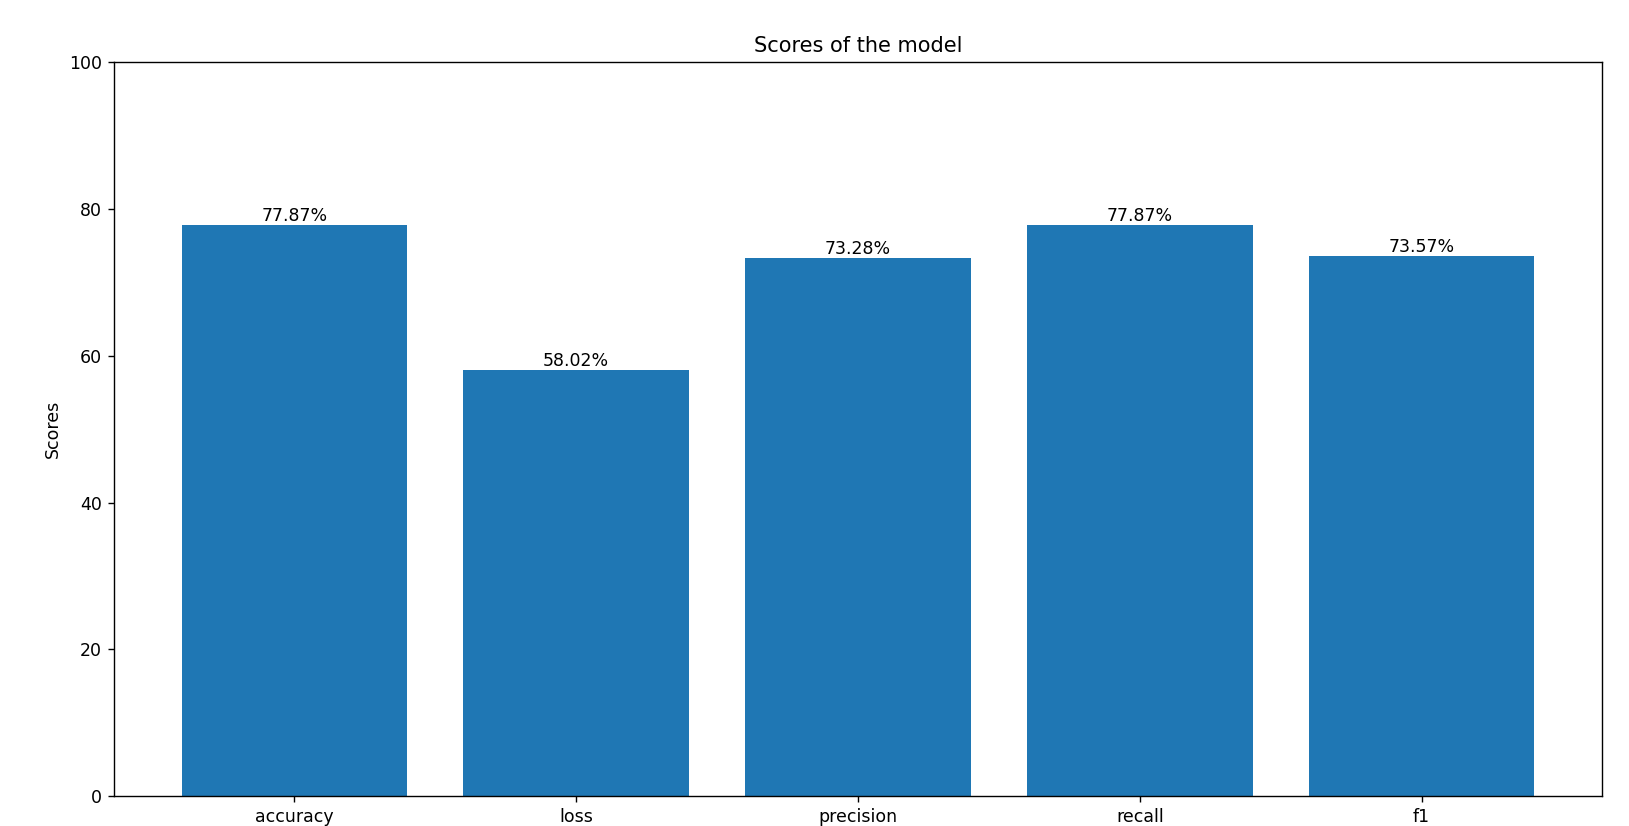 Scores of the model
100
80
60
40
20
0
Scores
77.87%
58.02%
73.28%
77.87%
73.57%
accuracy
loss
precision
recall
f1